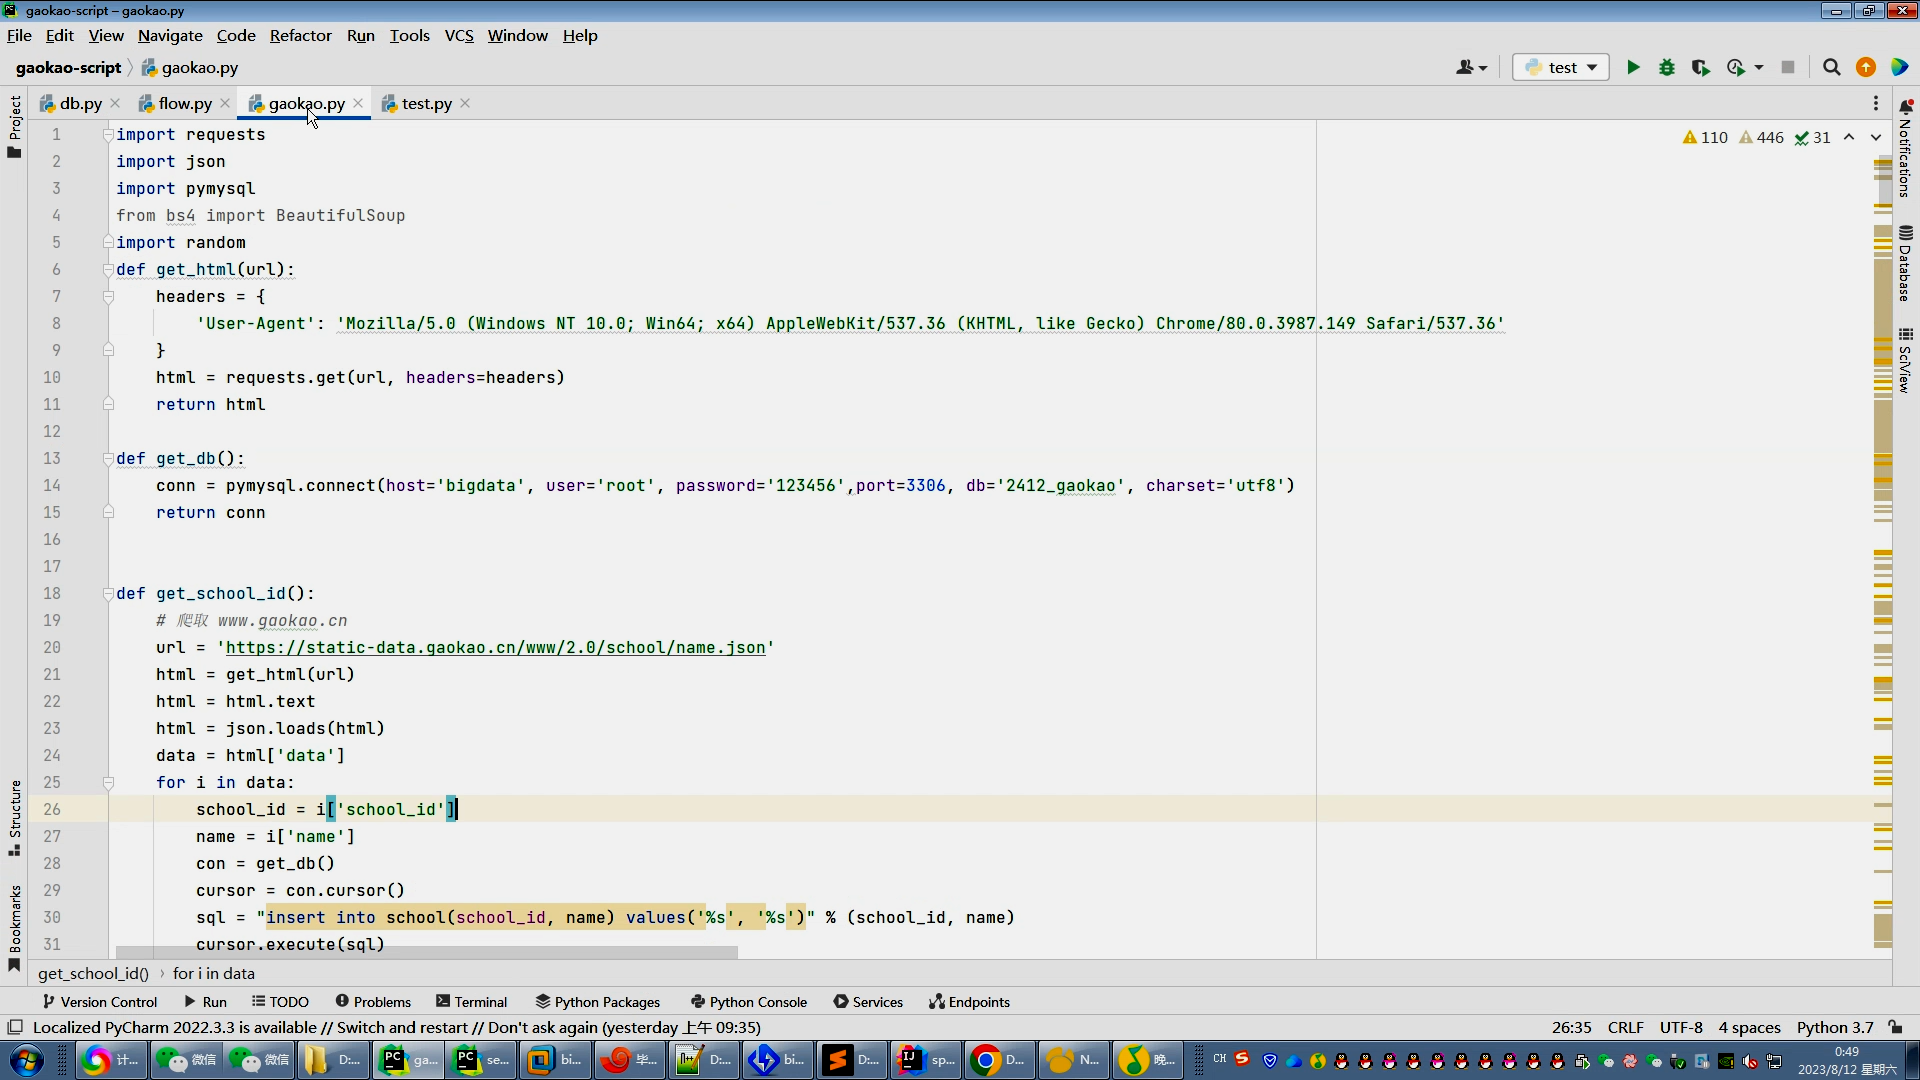 gaokao-script – gaokao.py
File Edit View Navigate Code Refactor Run Tools VCS Window Help
gaokao-script gaokao.py test
db.py flow.py gaokao.py test.py
Project
110 446 31
Notifications
Database
SciView
1 import requests
2 import json
3 import pymysql
4 from bs4 import BeautifulSoup
5 import random
6 def get_html(url):
7 headers = {
8 'User-Agent': 'Mozilla/5.0 (Windows NT 10.0; Win64; x64) AppleWebKit/537.36 (KHTML, like Gecko) Chrome/80.0.3987.149 Safari/537.36'
9 }
10 html = requests.get(url, headers=headers)
11 return html
12
13 def get_db():
14 conn = pymysql.connect(host='bigdata', user='root', password='123456',port=3306, db='2412_gaokao', charset='utf8')
15 return conn
16
17
18 def get_school_id():
19 # 爬取 www.gaokao.cn
20 url = 'https://static-data.gaokao.cn/www/2.0/school/name.json'
21 html = get_html(url)
22 html = html.text
23 html = json.loads(html)
24 data = html['data']
25 for i in data:
26 school_id = i['school_id']
27 name = i['name']
28 con = get_db()
29 cursor = con.cursor()
30 sql = "insert into school(school_id, name) values('%s', '%s')" % (school_id, name)
31 cursor.execute(sql)
Structure
Bookmarks
get_school_id() › for i in data
Version Control Run TODO Problems Terminal Python Packages Python Console Services Endpoints
Localized PyCharm 2022.3.3 is available // Switch and restart // Don't ask again (yesterday 上午 09:35) 26:35 CRLF UTF-8 4 spaces Python 3.7
计... 微信 微信 D:... ga... se... bi... 毕... D:... bi... D:... sp... D... N... 晚... CH 0:49
2023/8/12 星期六